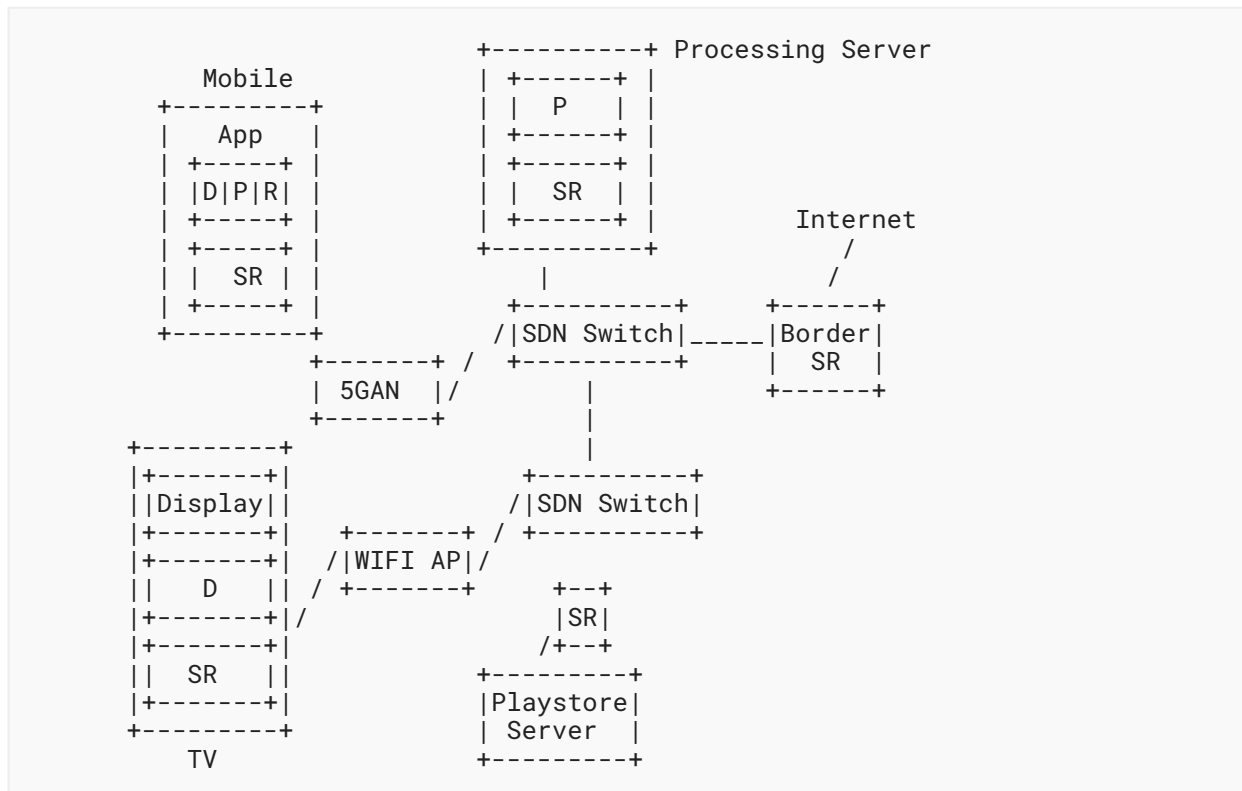 +----------+ Processing Server
    Mobile             | +------+ |
 +---------+           | |  P   | |
 |   App   |           | +------+ |
 | +-----+ |           | +------+ |
 | |D|P|R| |           | |  SR  | |
 | +-----+ |           | +------+ |         Internet
 | +-----+ |           +----------+            /
 | |  SR | |               |                  /
 | +-----+ |             +----------+     +------+
 +---------+            /|SDN Switch|_____|Border|
           +-------+ /   +----------+     |  SR  |
           | 5GAN  |/         |           +------+
           +-------+          |
+---------+                   |
|+-------+|               +----------+
||Display||              /|SDN Switch|
|+-------+|   +-------+ / +----------+
|+-------+|  /|WIFI AP|/
||   D   || / +-------+     +--+
|+-------+|/                |SR|
|+-------+|                /+--+
||  SR   ||            +---------+
|+-------+|            |Playstore|
+---------+            | Server  |
    TV                 +---------+